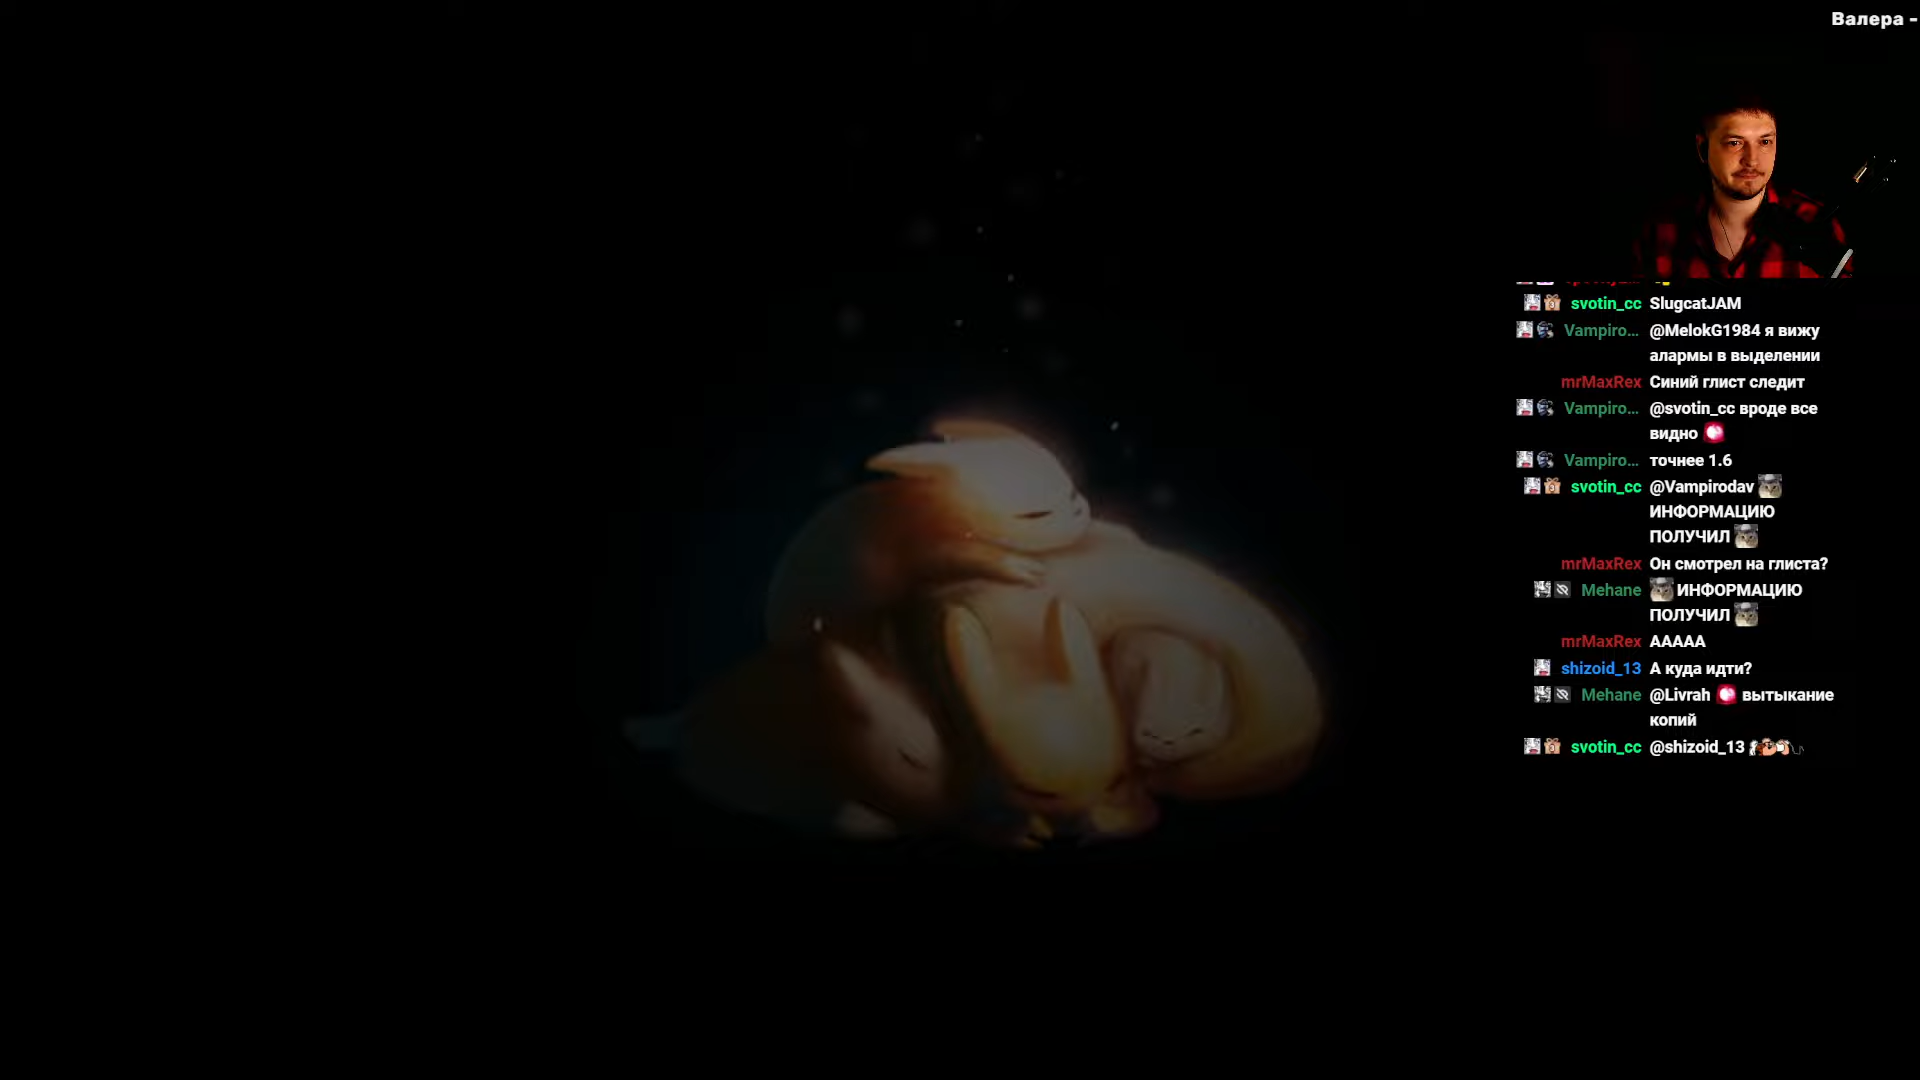 Валера -
svotin_cc SlugcatJAM
Vampiro... @MelokG1984 я вижу
алармы в выделении
mrMaxRex Синий глист следит
Vampiro... @svotin_cc вроде все
видно
Vampiro... точнее 1.6
svotin_cc @Vampirodav
ИНФОРМАЦИЮ
ПОЛУЧИЛ
mrMaxRex Он смотрел на глиста?
Mehane ИНФОРМАЦИЮ
ПОЛУЧИЛ
mrMaxRex ААААА
shizoid_13 А куда идти?
Mehane @Livrah вытыкание
копий
svotin_cc @shizoid_13